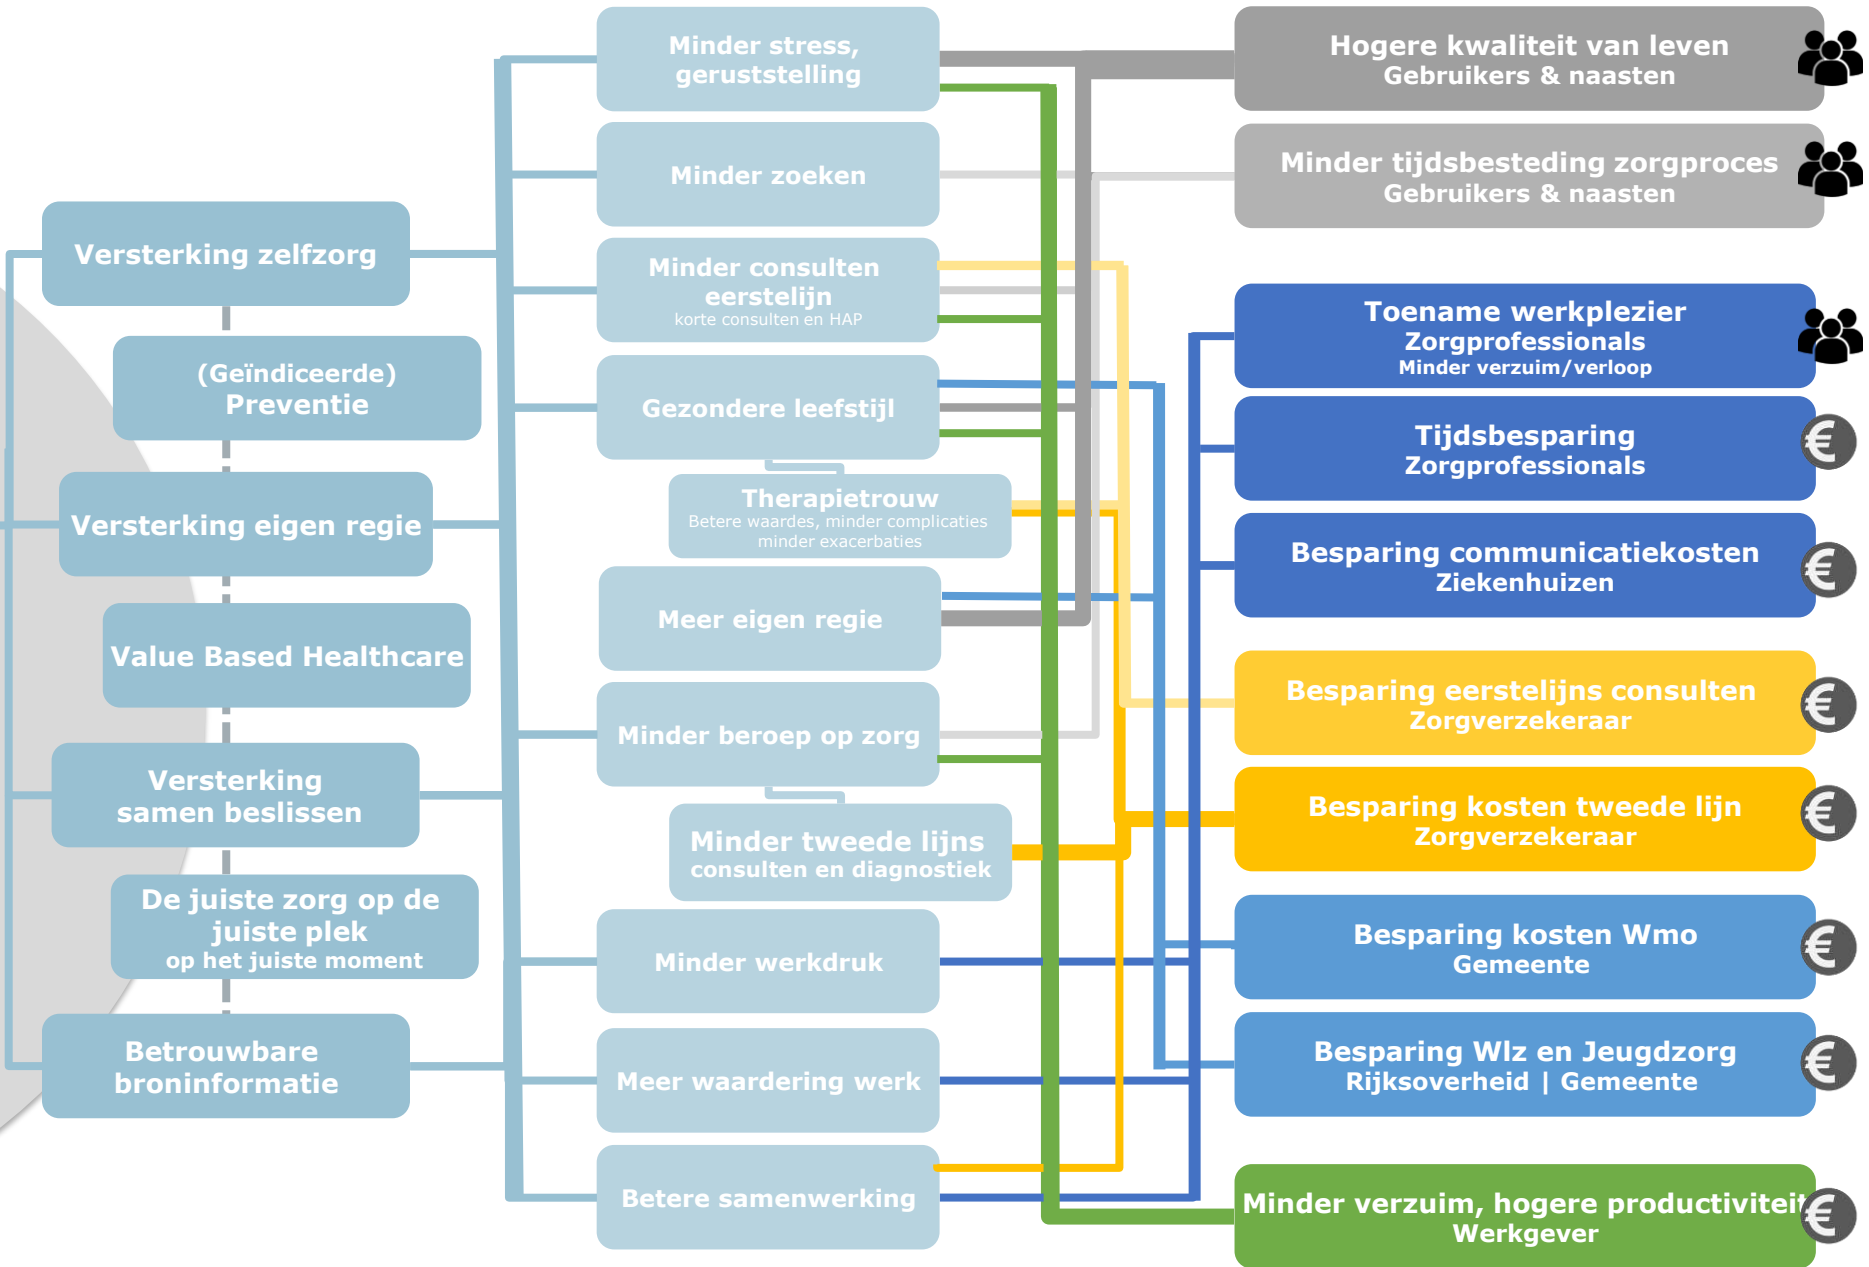 Versterking zelfzorg
(Geïndiceerde)
Preventie
Versterking eigen regie
Value Based Healthcare
Versterking
samen beslissen
De juiste zorg op de
juiste plek
op het juiste moment
Betrouwbare
broninformatie
Minder stress,
geruststelling
Minder zoeken
Minder consulten
eerstelijn
korte consulten en HAP
Gezondere leefstijl
Therapietrouw
Betere waardes, minder complicaties
minder exacerbaties
Meer eigen regie
Minder beroep op zorg
Minder tweede lijns
consulten en diagnostiek
Minder werkdruk
Meer waardering werk
Betere samenwerking
Hogere kwaliteit van leven
Gebruikers & naasten
Minder tijdsbesteding zorgproces
Gebruikers & naasten
Toename werkplezier
Zorgprofessionals
Minder verzuim/verloop
Tijdsbesparing
Zorgprofessionals
€
Besparing communicatiekosten
Ziekenhuizen
€
Besparing eerstelijns consulten
Zorgverzekeraar
€
Besparing kosten tweede lijn
Zorgverzekeraar
€
Besparing kosten Wmo
Gemeente
€
Besparing Wlz en Jeugdzorg
Rijksoverheid | Gemeente
€
Minder verzuim, hogere productiviteit
Werkgever
€